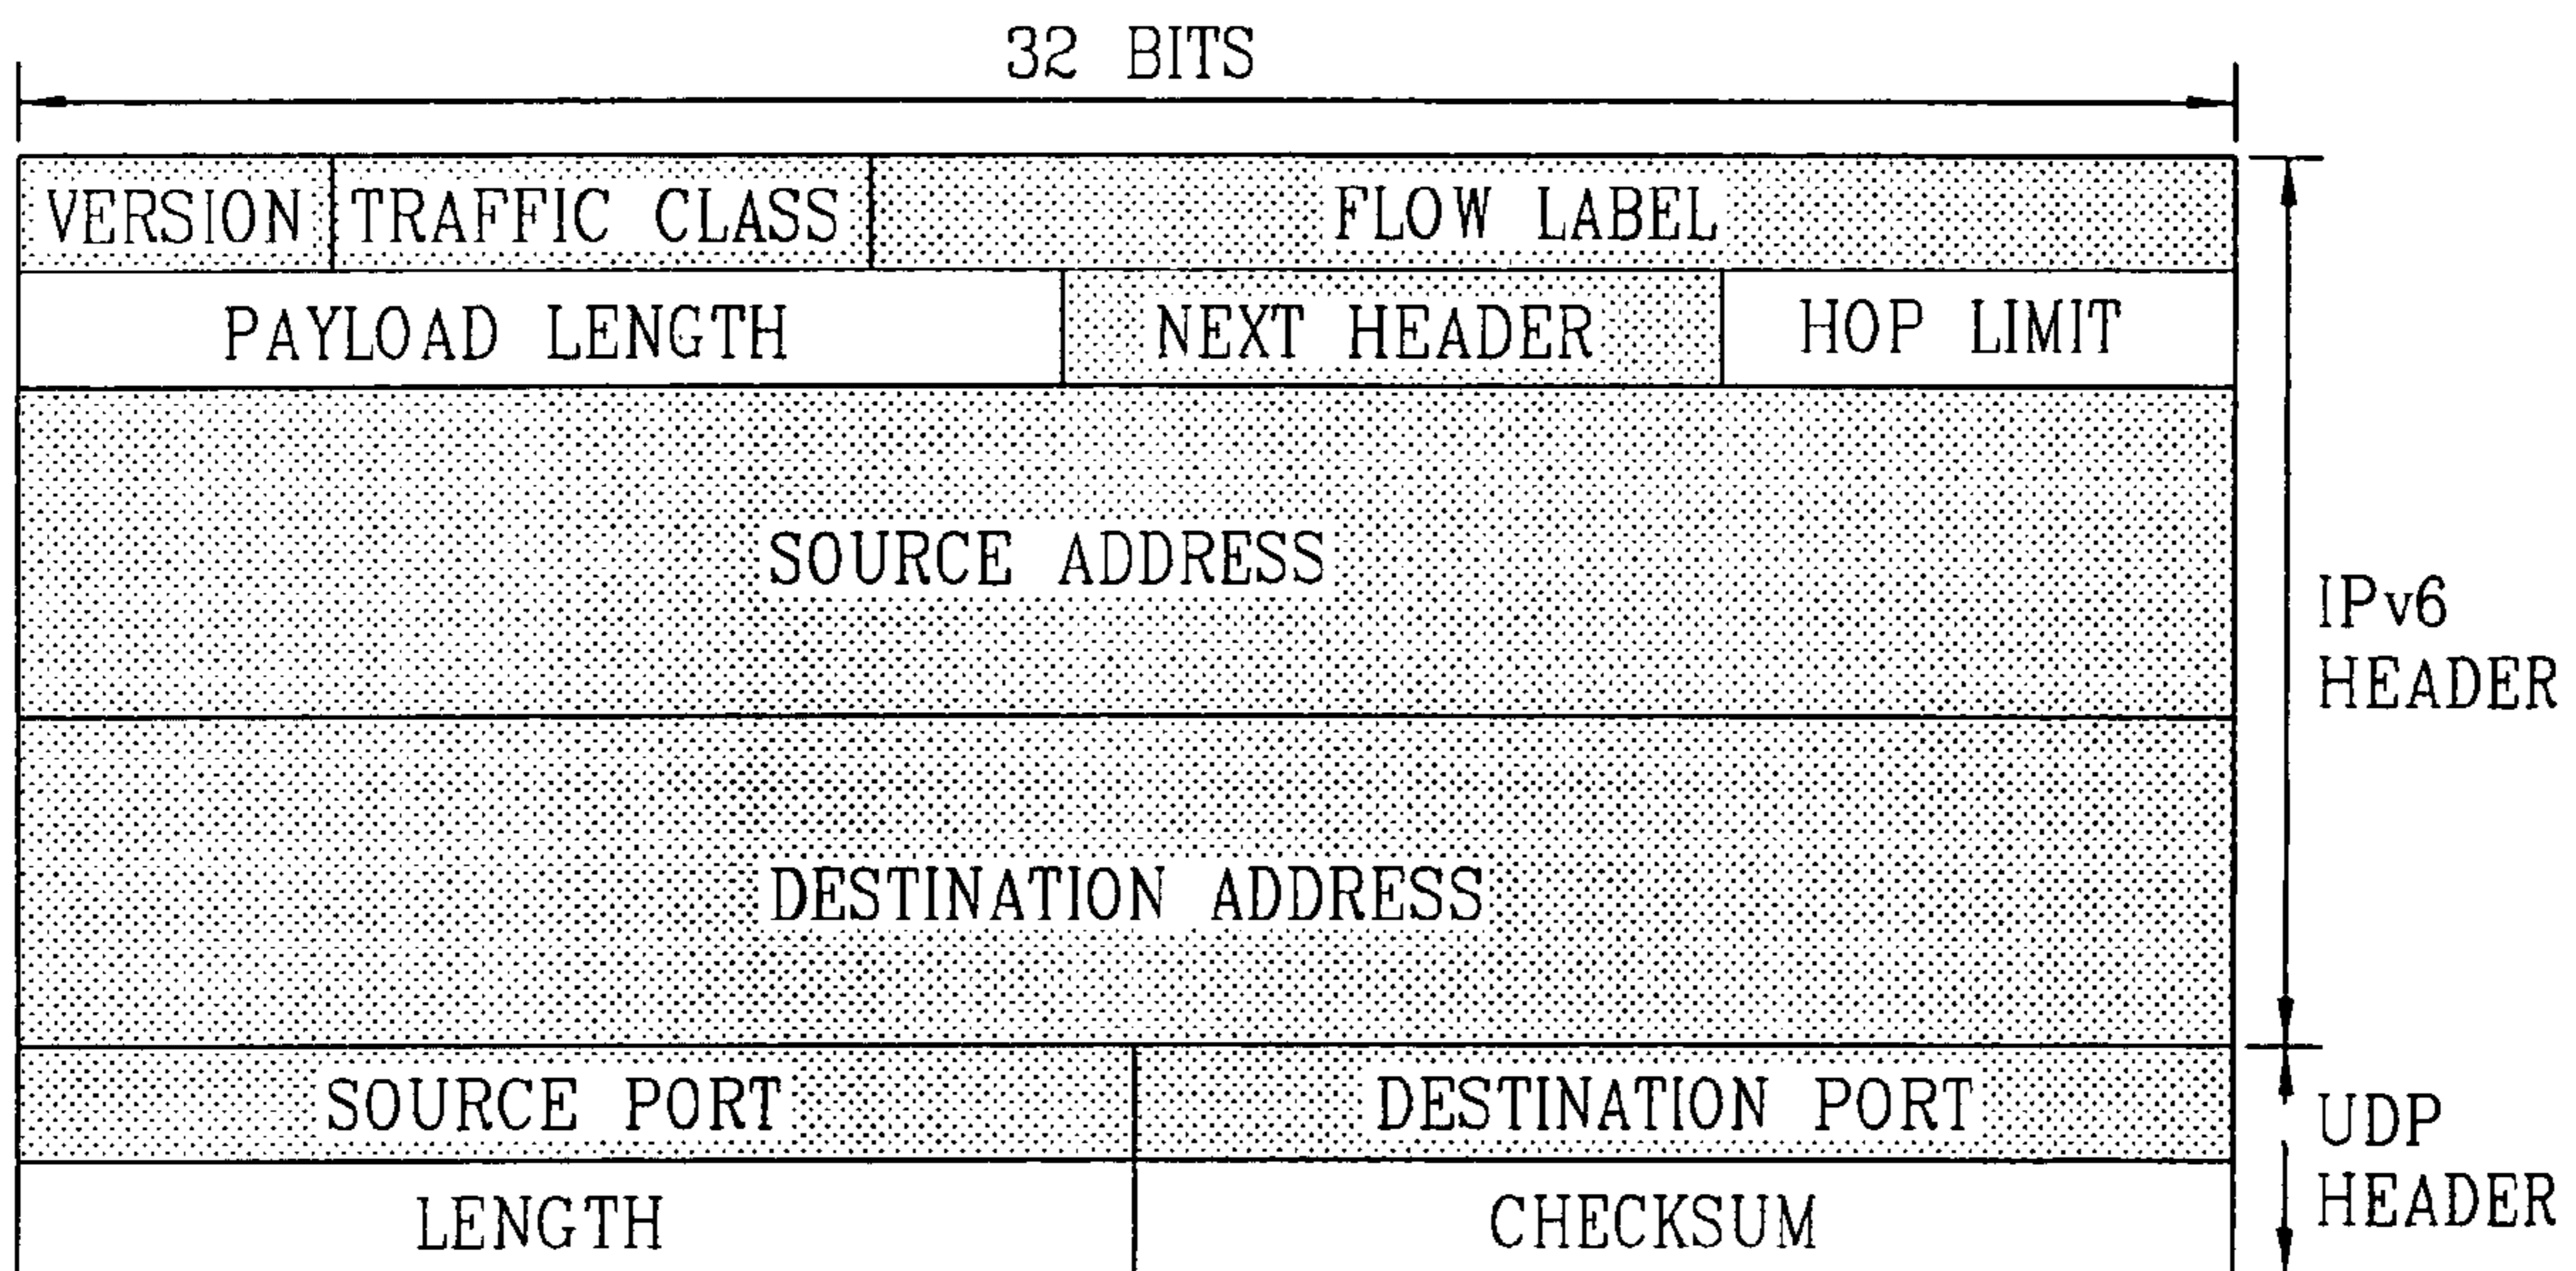 32 BITS
VERSION
TRAFFIC CLASS
FLOW LABEL
PAYLOAD LENGTH
NEXT HEADER
HOP LIMIT
SOURCE ADDRESS
DESTINATION ADDRESS
IPv6
HEADER
SOURCE PORT
DESTINATION PORT
LENGTH
CHECKSUM
UDP
HEADER